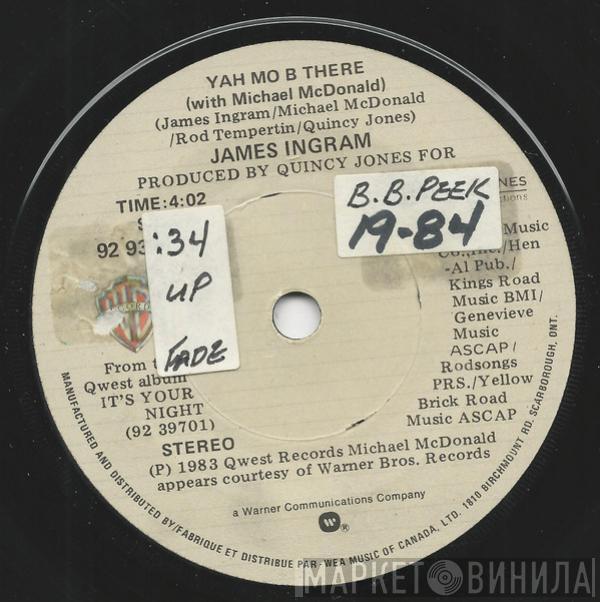 YAH MO B THERE
(with Michael McDonald)
(James Ingram/Michael McDonald
/Rod Tempertin/Quincy Jones)
JAMES INGRAM
PRODUCED BY QUINCY JONES FOR
TIME:4:02
92 93
:34
UP
FADE
B.B. PEEK
19-84
Music
Co.,Inc./Hen
-Al Pub./
Kings Road
Music BMI/
Genevieve
Music
ASCAP/
Rodsongs
PRS./Yellow
Brick Road
Music ASCAP
From
Qwest album
IT'S YOUR
NIGHT
(92 39701)
STEREO
(P) 1983 Qwest Records Michael McDonald
appears courtesy of Warner Bros. Records
a Warner Communications Company
MANUFACTURED AND DISTRIBUTED BY/FABRIQUE ET DISTRIBUE PAR-WEA MUSIC OF CANADA, LTD. 1810 BIRCHMOUNT RD. SCARBOROUGH, ONT.
МАРКЕТ ВИНИЛА